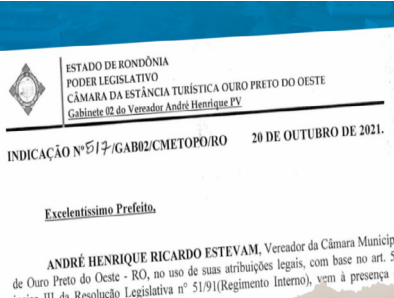 ESTADO DE RONDÔNIA
PODER LEGISLATIVO
CÂMARA DA ESTÂNCIA TURÍSTICA OURO PRETO DO OESTE
Gabinete 02 do Vereador André Henrique PV
INDICAÇÃO Nº517/GAB02/CMETOPO/RO 20 DE OUTUBRO DE 2021.
Excelentissimo Prefeito,
ANDRÉ HENRIQUE RICARDO ESTEVAM, Vereador da Câmara Municip
de Ouro Preto do Oeste - RO, no uso de suas atribuições legais, com base no art. 5
III da Resolução Legislativa nº 51/91(Regimento Interno), vem à presença